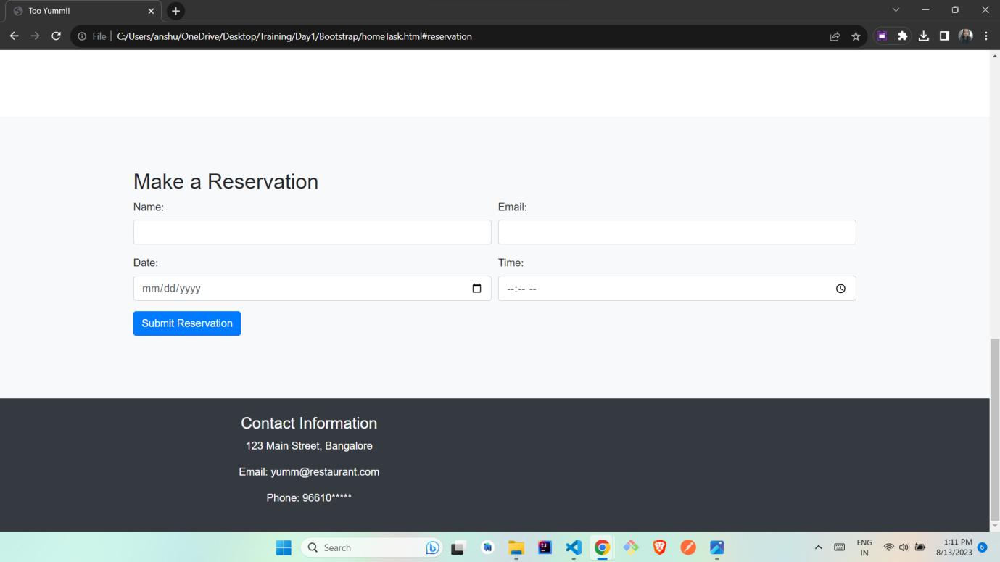 Too Yumm!!
File C:/Users/anshu/OneDrive/Desktop/Training/Day1/Bootstrap/homeTask.html#reservation
Make a Reservation
Name: Email:
Date: Time:
mm/dd/yyyy --:-- --
Submit Reservation
Contact Information
123 Main Street, Bangalore
Email: yumm@restaurant.com
Phone: 96610*****
Search
ENG
IN
1:11 PM
8/13/2023
6